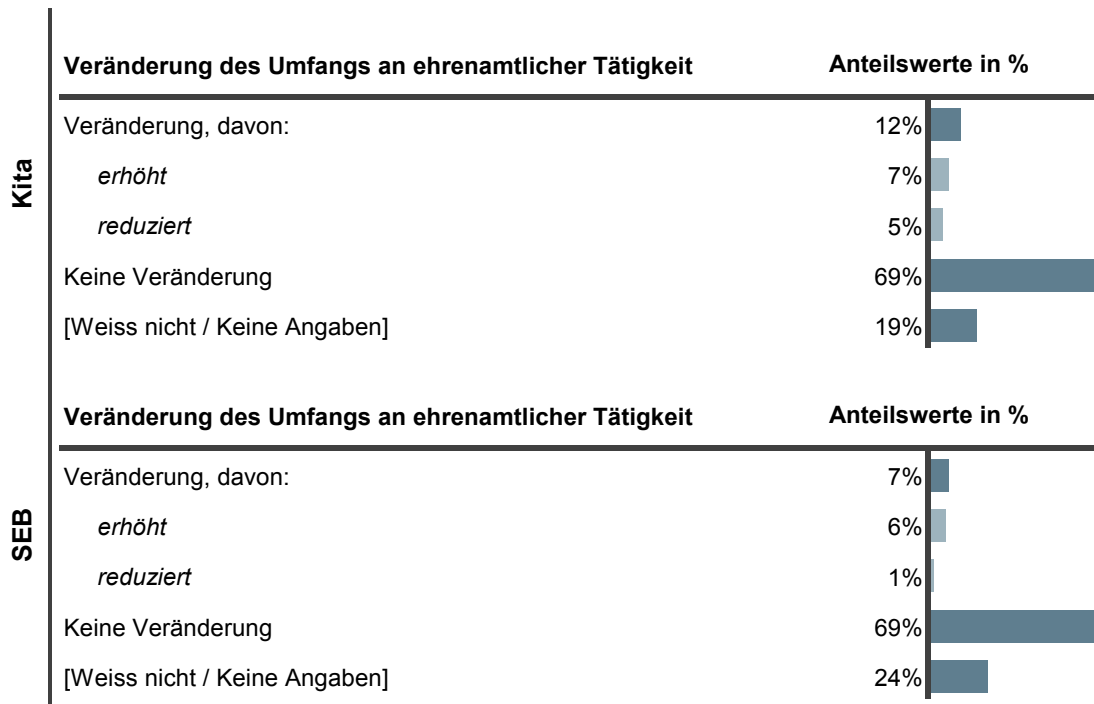 Kita
Veränderung des Umfangs an ehrenamtlicher Tätigkeit Anteilswerte in %
Veränderung, davon: 12%
erhöht 7%
reduziert 5%
Keine Veränderung 69%
[Weiss nicht / Keine Angaben] 19%
SEB
Veränderung des Umfangs an ehrenamtlicher Tätigkeit Anteilswerte in %
Veränderung, davon: 7%
erhöht 6%
reduziert 1%
Keine Veränderung 69%
[Weiss nicht / Keine Angaben] 24%